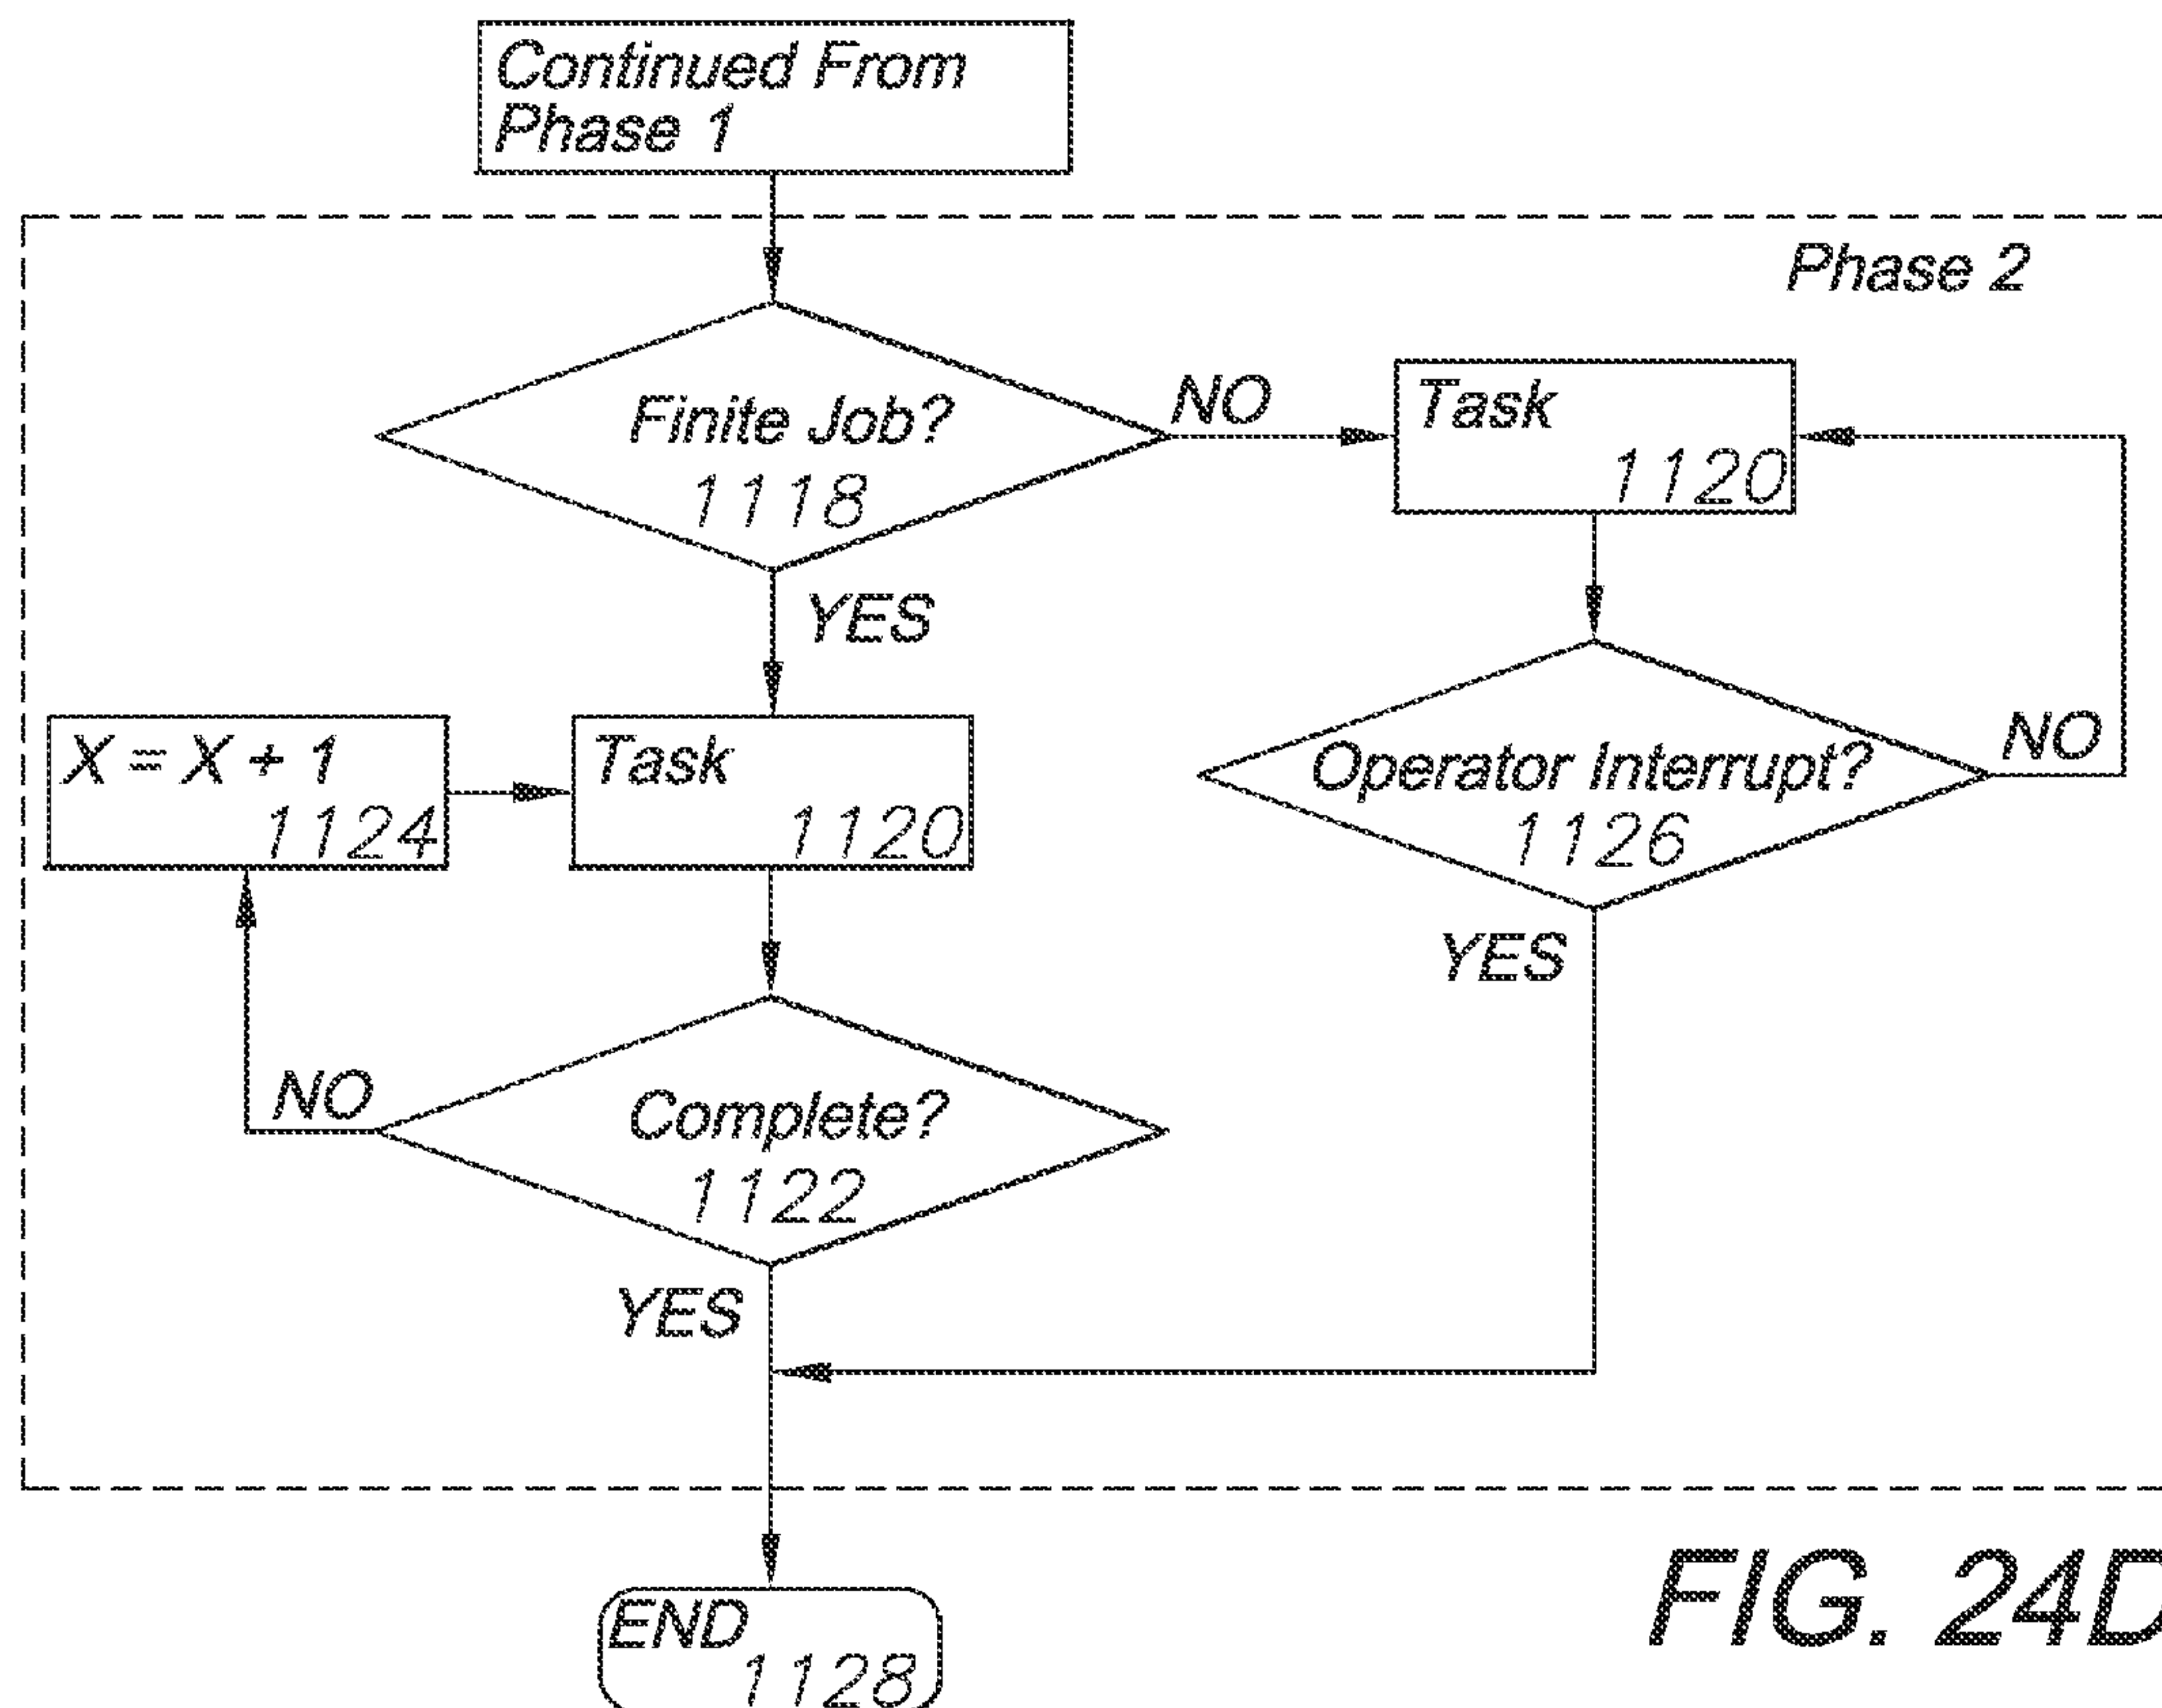 Continued From
Phase 1
Phase 2
Finite Job?
1118
NO
Task
1120
YES
X = X + 1
1124
Task
1120
Operator Interrupt?
1126
NO
YES
NO
Complete?
1122
YES
END
1128
FIG. 24D